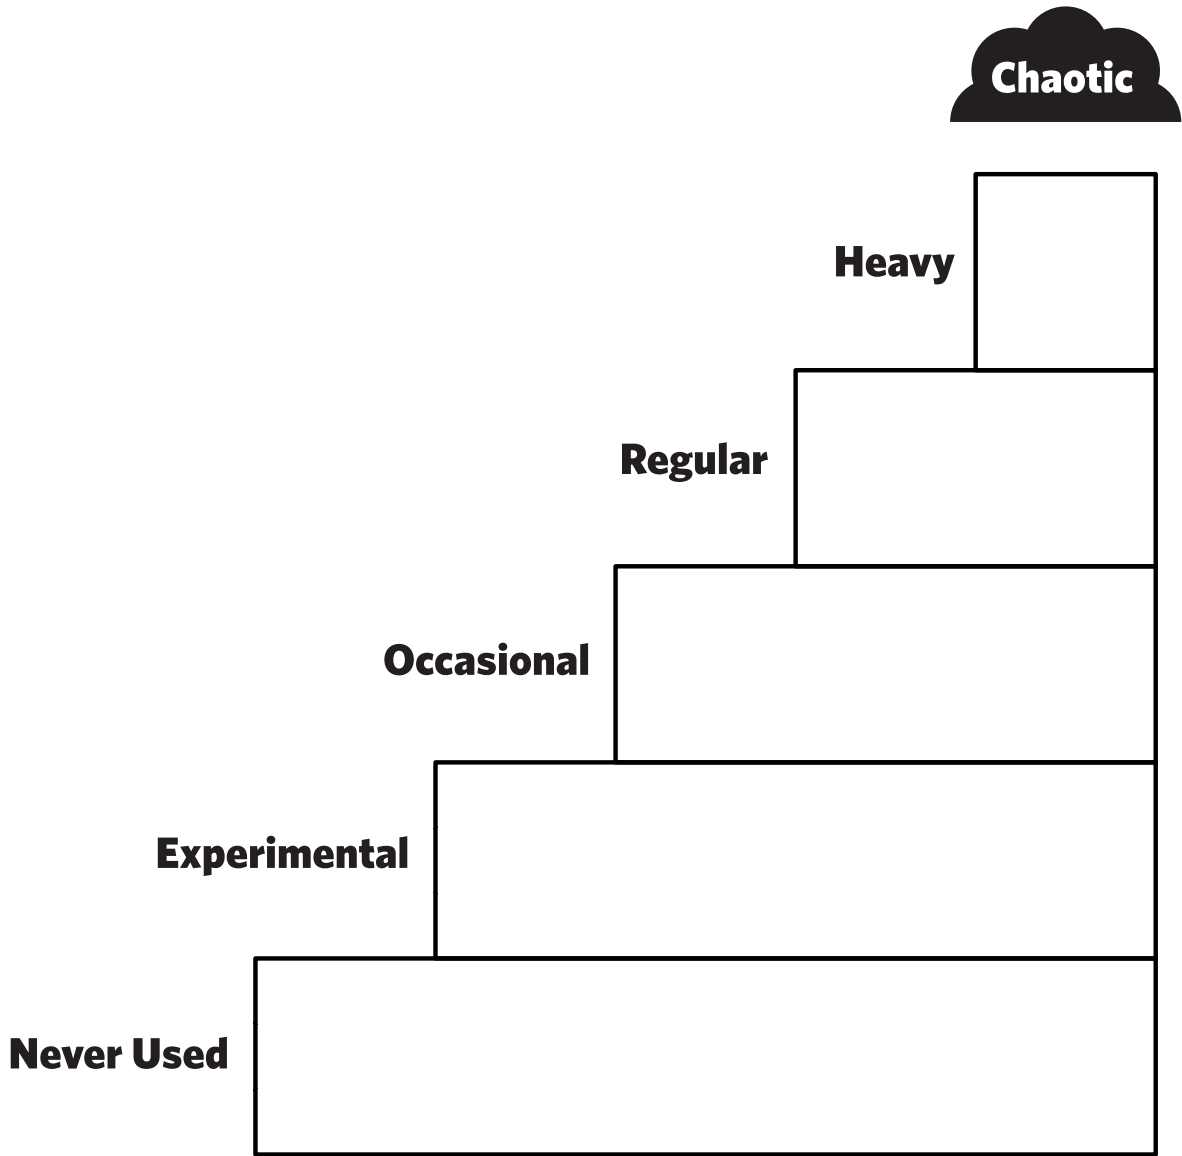 Chaotic
Heavy
Regular
Occasional
Experimental
Never Used